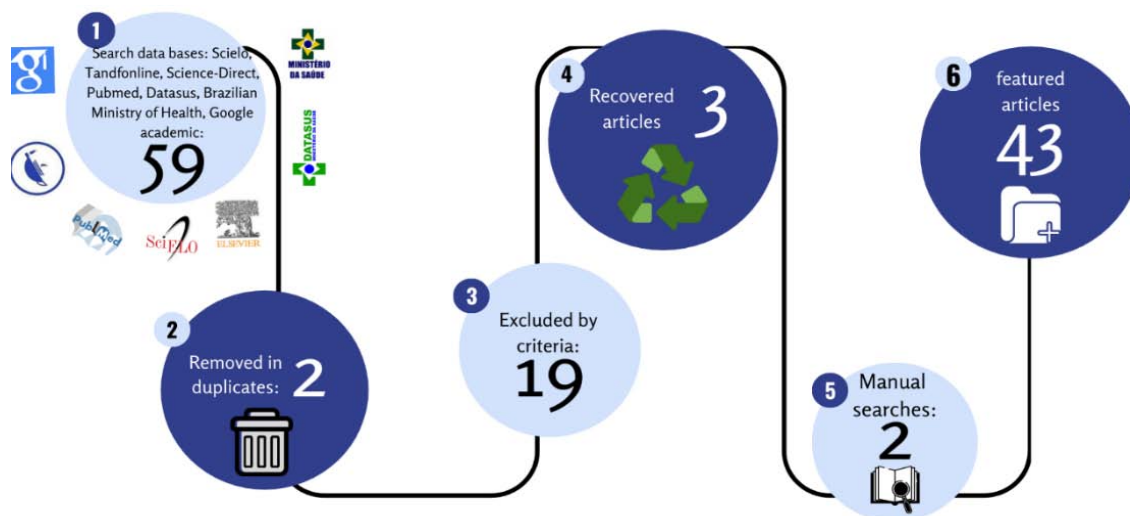 1
Search data bases: Scielo,
Tandfonline, Science-Direct,
Pubmed, Datasus, Brazilian
Ministry of Health, Google
academic:
59
g
MINISTÉRIO
DA SAÚDE
DATASUS
PubMed
SciELO
ELSEVIER
2
Removed in
duplicates:
2
3
Excluded by
criteria:
19
4
Recovered
articles
3
5
Manual
searches:
2
6
featured
articles
43